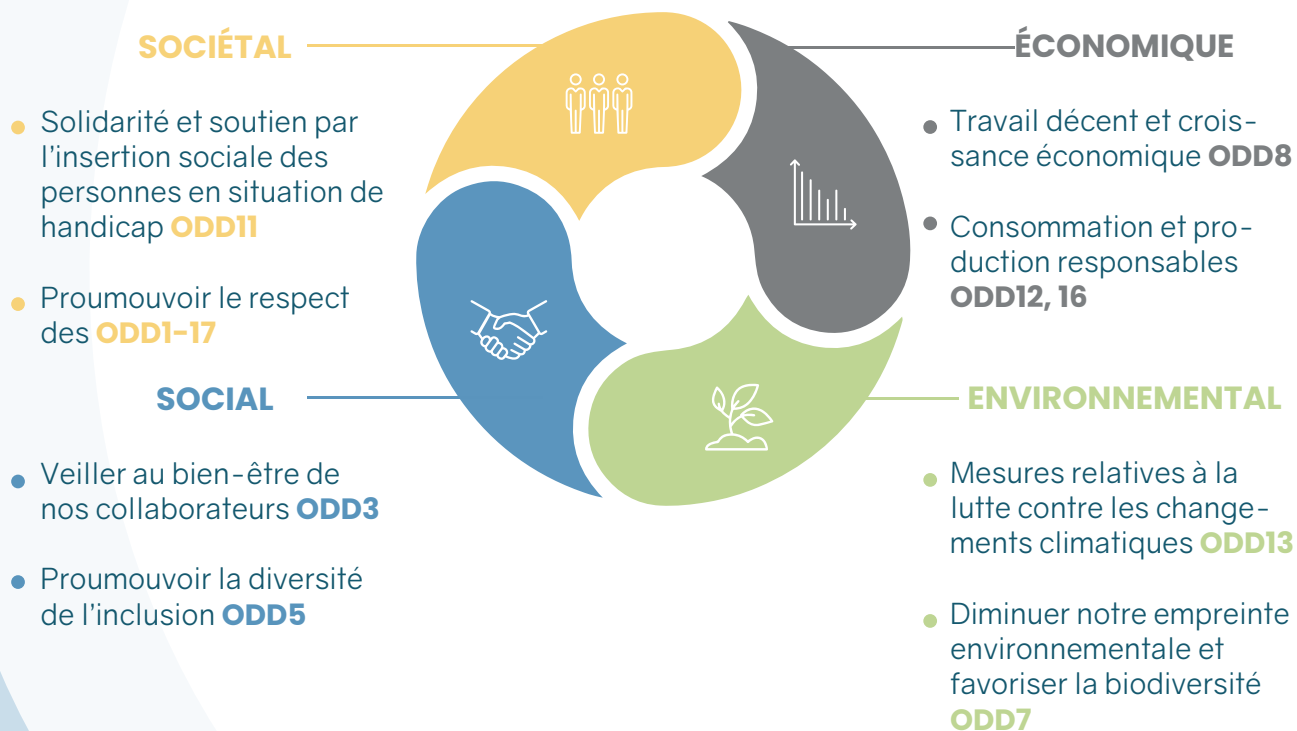 SOCIÉTAL
Solidarité et soutien par
l'insertion sociale des
personnes en situation de
handicap ODD11
Proumouvoir le respect
des ODD1-17
SOCIAL
Veiller au bien-être de
nos collaborateurs ODD3
Proumouvoir la diversité
de l'inclusion ODD5
ÉCONOMIQUE
Travail décent et crois-
sance économique ODD8
Consommation et pro-
duction responsables
ODD12, 16
ENVIRONNEMENTAL
Mesures relatives à la
lutte contre les change-
ments climatiques ODD13
Diminuer notre empreinte
environnementale et
favoriser la biodiversité
ODD7